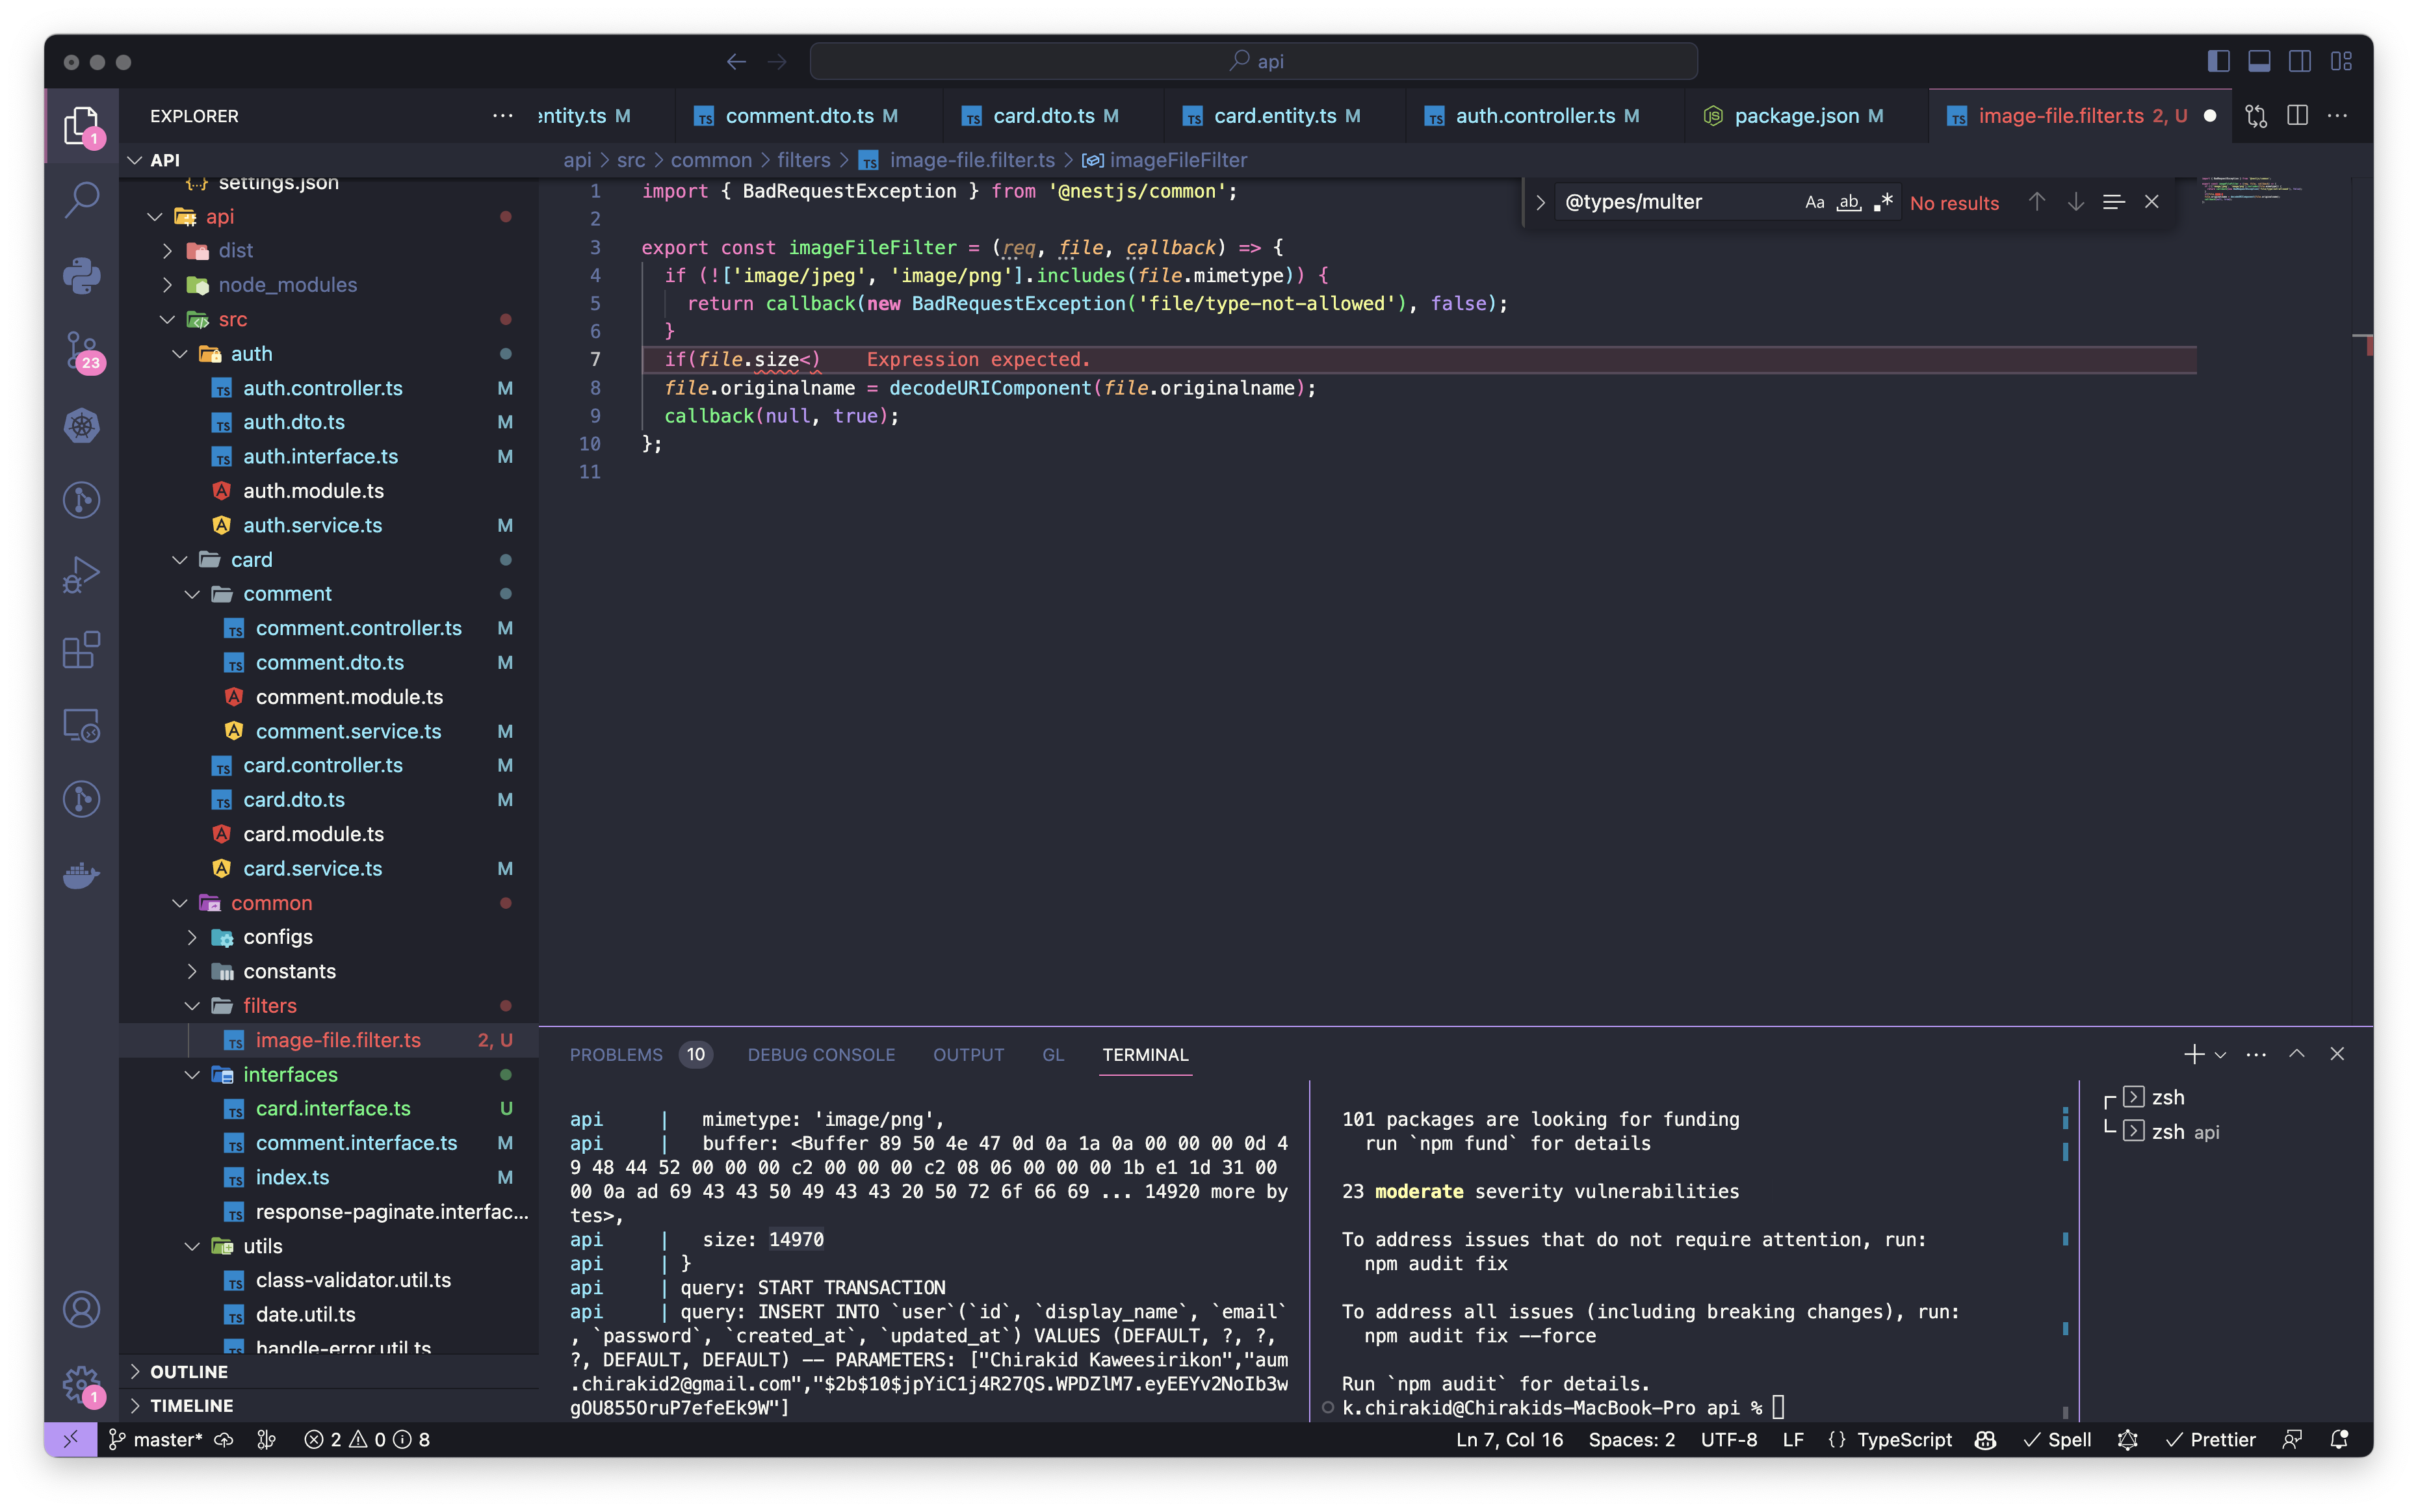 api
EXPLORER
entity.ts M
comment.dto.ts M
card.dto.ts M
card.entity.ts M
auth.controller.ts M
package.json M
image-file.filter.ts 2, U
API
api > src > common > filters > image-file.filter.ts > imageFileFilter
@types/multer
Aa ab .*
No results
1 import { BadRequestException } from '@nestjs/common';
2
3 export const imageFileFilter = (req, file, callback) => {
4 if (!['image/jpeg', 'image/png'].includes(file.mimetype)) {
5 return callback(new BadRequestException('file/type-not-allowed'), false);
6 }
7 if(file.size<) Expression expected.
8 file.originalname = decodeURIComponent(file.originalname);
9 callback(null, true);
10 };
11
1
23
settings.json
api
dist
node_modules
src
auth
auth.controller.ts M
auth.dto.ts M
auth.interface.ts M
auth.module.ts
auth.service.ts M
card
comment
comment.controller.ts M
comment.dto.ts M
comment.module.ts
comment.service.ts M
card.controller.ts M
card.dto.ts M
card.module.ts
card.service.ts M
common
configs
constants
filters
image-file.filter.ts 2, U
interfaces
card.interface.ts U
comment.interface.ts M
index.ts M
response-paginate.interfac...
utils
class-validator.util.ts
date.util.ts
handle-error.util.ts
OUTLINE
TIMELINE
1
PROBLEMS 10 DEBUG CONSOLE OUTPUT GL TERMINAL
api | mimetype: 'image/png',
api | buffer: <Buffer 89 50 4e 47 0d 0a 1a 0a 00 00 00 0d 4
9 48 44 52 00 00 00 c2 00 00 00 c2 08 06 00 00 00 1b e1 1d 31 00
00 0a ad 69 43 43 50 49 43 43 20 50 72 6f 66 69 ... 14920 more by
tes>,
api | size: 14970
api | }
api | query: START TRANSACTION
api | query: INSERT INTO `user`(`id`, `display_name`, `email`
, `password`, `created_at`, `updated_at`) VALUES (DEFAULT, ?, ?,
?, DEFAULT, DEFAULT) -- PARAMETERS: ["Chirakid Kaweesirikon","aum
.chirakid2@gmail.com","$2b$10$jpYiC1j4R27QS.WPDZlM7.eyEEYv2NoIb3w
gOU855OruP7efeEk9W"]
101 packages are looking for funding
run `npm fund` for details
23 moderate severity vulnerabilities
To address issues that do not require attention, run:
npm audit fix
To address all issues (including breaking changes), run:
npm audit fix --force
Run `npm audit` for details.
k.chirakid@Chirakids-MacBook-Pro api %
zsh
zsh api
master* 2 0 8
Ln 7, Col 16 Spaces: 2 UTF-8 LF {} TypeScript Spell Prettier